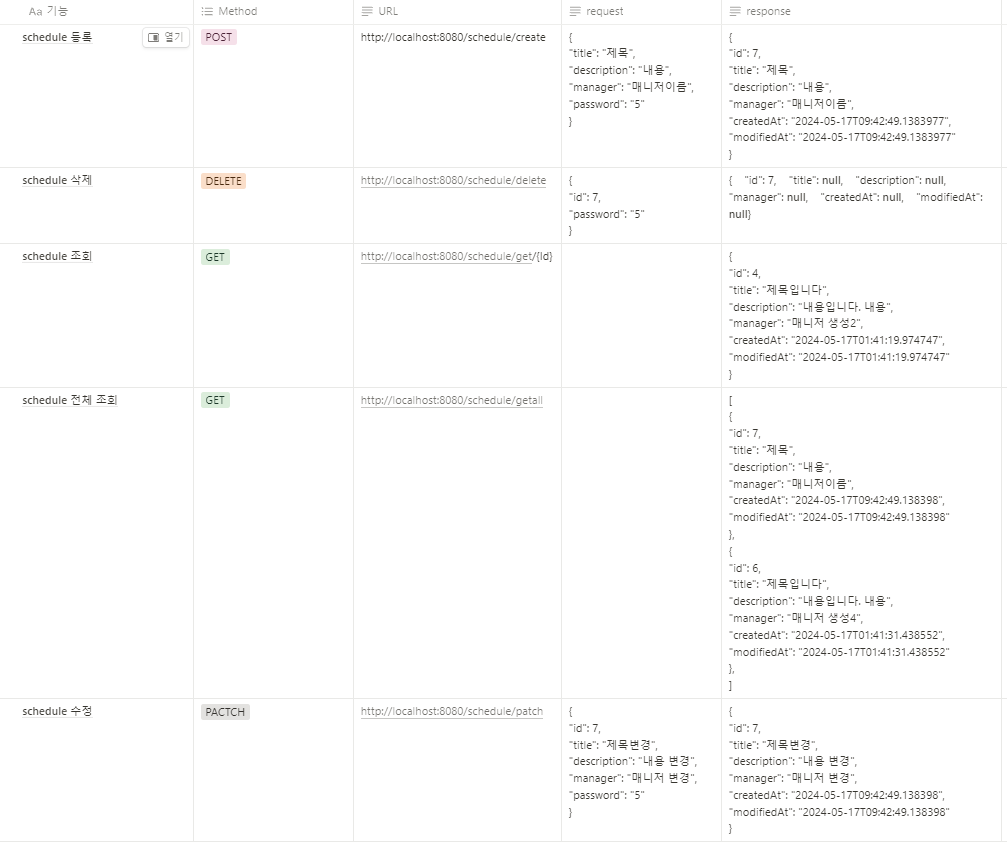 Aa 기능 Method URL request response
schedule 등록 열기 POST http://localhost:8080/schedule/create
{
"title": "제목",
"description": "내용",
"manager": "매니저이름",
"password": "5"
}
{
"id": 7,
"title": "제목",
"description": "내용",
"manager": "매니저이름",
"createdAt": "2024-05-17T09:42:49.1383977",
"modifiedAt": "2024-05-17T09:42:49.1383977"
}
schedule 삭제 DELETE http://localhost:8080/schedule/delete
{
"id": 7,
"password": "5"
}
{ "id": 7, "title": null, "description": null,
"manager": null, "createdAt": null, "modifiedAt":
null}
schedule 조회 GET http://localhost:8080/schedule/get/{Id}
{
"id": 4,
"title": "제목입니다",
"description": "내용입니다. 내용",
"manager": "매니저 생성2",
"createdAt": "2024-05-17T01:41:19.974747",
"modifiedAt": "2024-05-17T01:41:19.974747"
}
schedule 전체 조회 GET http://localhost:8080/schedule/getall
[
{
"id": 7,
"title": "제목",
"description": "내용",
"manager": "매니저이름",
"createdAt": "2024-05-17T09:42:49.138398",
"modifiedAt": "2024-05-17T09:42:49.138398"
},
{
"id": 6,
"title": "제목입니다",
"description": "내용입니다. 내용",
"manager": "매니저 생성4",
"createdAt": "2024-05-17T01:41:31.438552",
"modifiedAt": "2024-05-17T01:41:31.438552"
},
]
schedule 수정 PACTCH http://localhost:8080/schedule/patch
{
"id": 7,
"title": "제목변경",
"description": "내용 변경",
"manager": "매니저 변경",
"password": "5"
}
{
"id": 7,
"title": "제목변경",
"description": "내용 변경",
"manager": "매니저 변경",
"createdAt": "2024-05-17T09:42:49.138398",
"modifiedAt": "2024-05-17T09:42:49.138398"
}